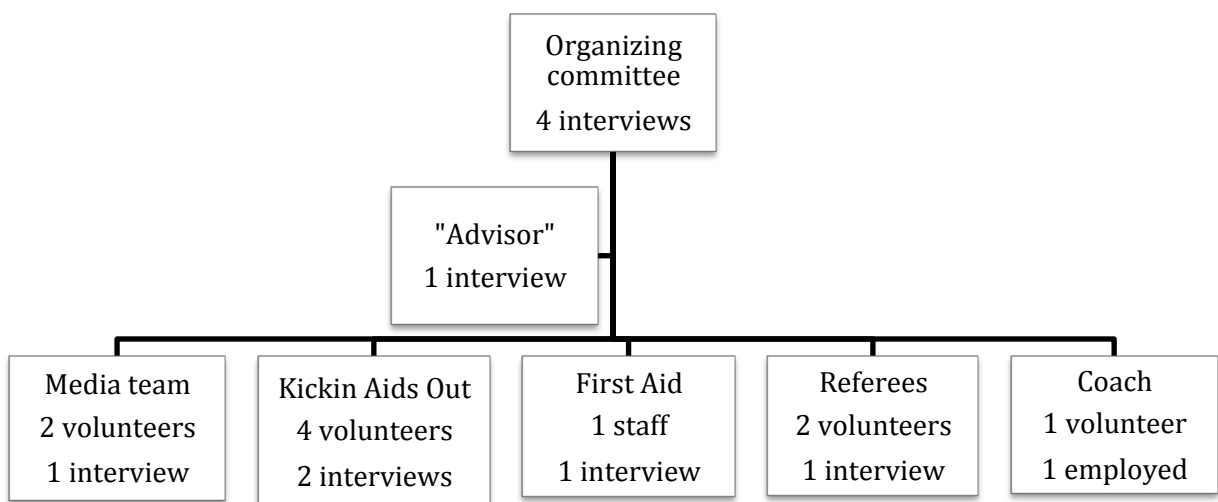 Organizing
committee
4 interviews
"Advisor"
1 interview
Media team
2 volunteers
1 interview
Kickin Aids Out
4 volunteers
2 interviews
First Aid
1 staff
1 interview
Referees
2 volunteers
1 interview
Coach
1 volunteer
1 employed